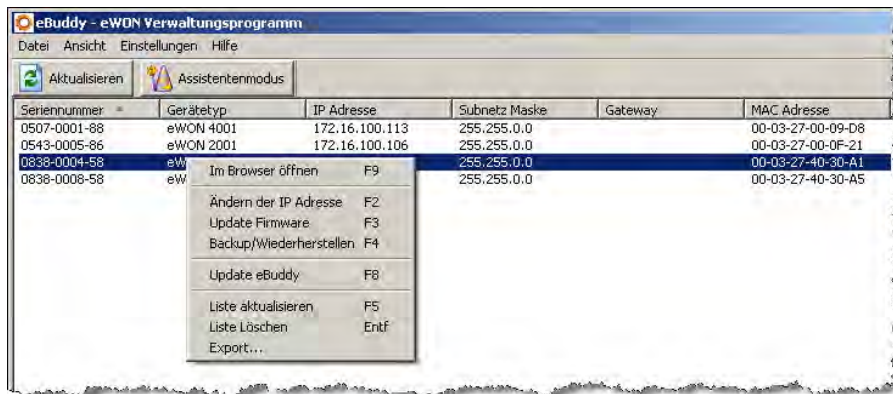 eBuddy - eWON Verwaltungsprogramm
Datei Ansicht Einstellungen Hilfe
Aktualisieren Assistentenmodus
Seriennummer Gerätetyp IP Adresse Subnetz Maske Gateway MAC Adresse
0507-0001-88 eWON 4001 172.16.100.113 255.255.0.0 00-03-27-00-09-D8
0543-0005-86 eWON 2001 172.16.100.106 255.255.0.0 00-03-27-00-0F-21
0838-0004-58 eW 255.255.0.0 00-03-27-40-30-A1
0838-0008-58 eW 255.255.0.0 00-03-27-40-30-A5
Im Browser öffnen F9
Ändern der IP Adresse F2
Update Firmware F3
Backup/Wiederherstellen F4
Update eBuddy F8
Liste aktualisieren F5
Liste Löschen Entf
Export...